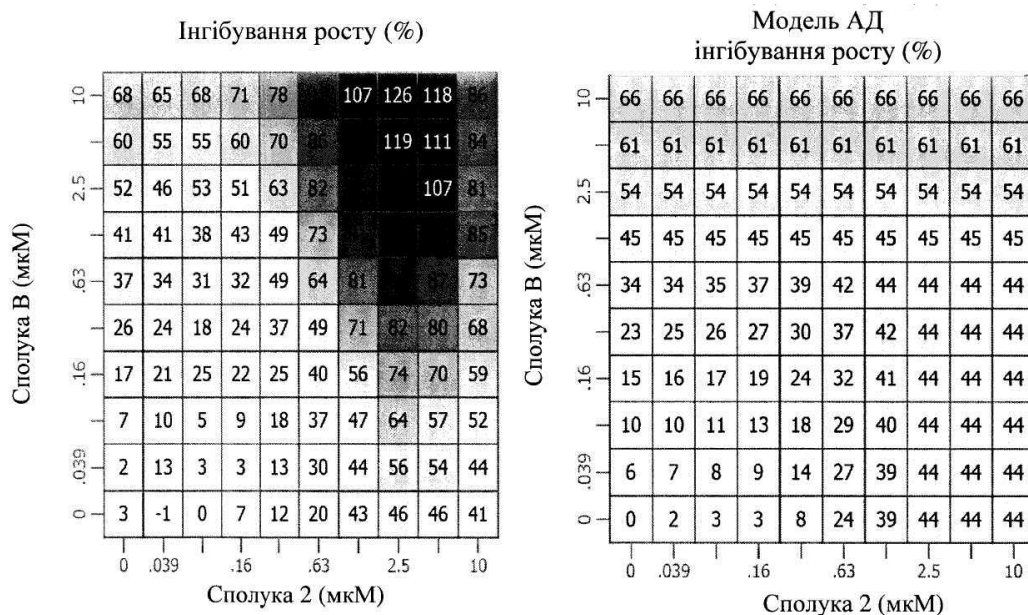 Інгібування росту (%)
10 68 65 68 71 78 107 126 118 86
60 55 55 60 70 86 119 111 84
2.5 52 46 53 51 63 82 107 81
41 41 38 43 49 73 85
.63 37 34 31 32 49 64 81 87 73
26 24 18 24 37 49 71 82 80 68
.16 17 21 25 22 25 40 56 74 70 59
7 10 5 9 18 37 47 64 57 52
.039 2 13 3 3 13 30 44 56 54 44
0 3 -1 0 7 12 20 43 46 46 41
0 .039 .16 .63 2.5 10
Сполука В (мкМ)
Сполука 2 (мкМ)
Модель АД
інгібування росту (%)
10 66 66 66 66 66 66 66 66 66 66
61 61 61 61 61 61 61 61 61 61
2.5 54 54 54 54 54 54 54 54 54 54
45 45 45 45 45 45 45 45 45 45
.63 34 34 35 37 39 42 44 44 44 44
23 25 26 27 30 37 42 44 44 44
.16 15 16 17 19 24 32 41 44 44 44
10 10 11 13 18 29 40 44 44 44
.039 6 7 8 9 14 27 39 44 44 44
0 0 2 3 3 8 24 39 44 44 44
0 .039 .16 .63 2.5 10
Сполука В (мкМ)
Сполука 2 (мкМ)